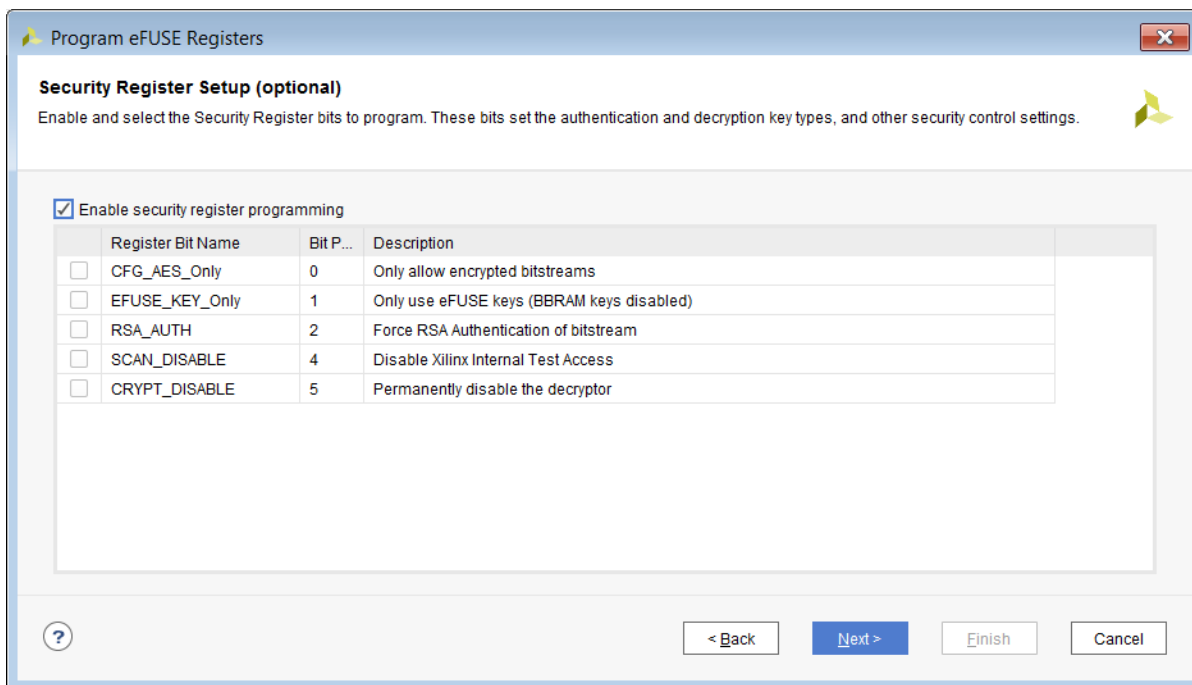 Program eFUSE Registers
Security Register Setup (optional)
Enable and select the Security Register bits to program. These bits set the authentication and decryption key types, and other security control settings.
Enable security register programming
Register Bit Name Bit P... Description
CFG_AES_Only 0 Only allow encrypted bitstreams
EFUSE_KEY_Only 1 Only use eFUSE keys (BBRAM keys disabled)
RSA_AUTH 2 Force RSA Authentication of bitstream
SCAN_DISABLE 4 Disable Xilinx Internal Test Access
CRYPT_DISABLE 5 Permanently disable the decryptor
? < Back Next > Finish Cancel